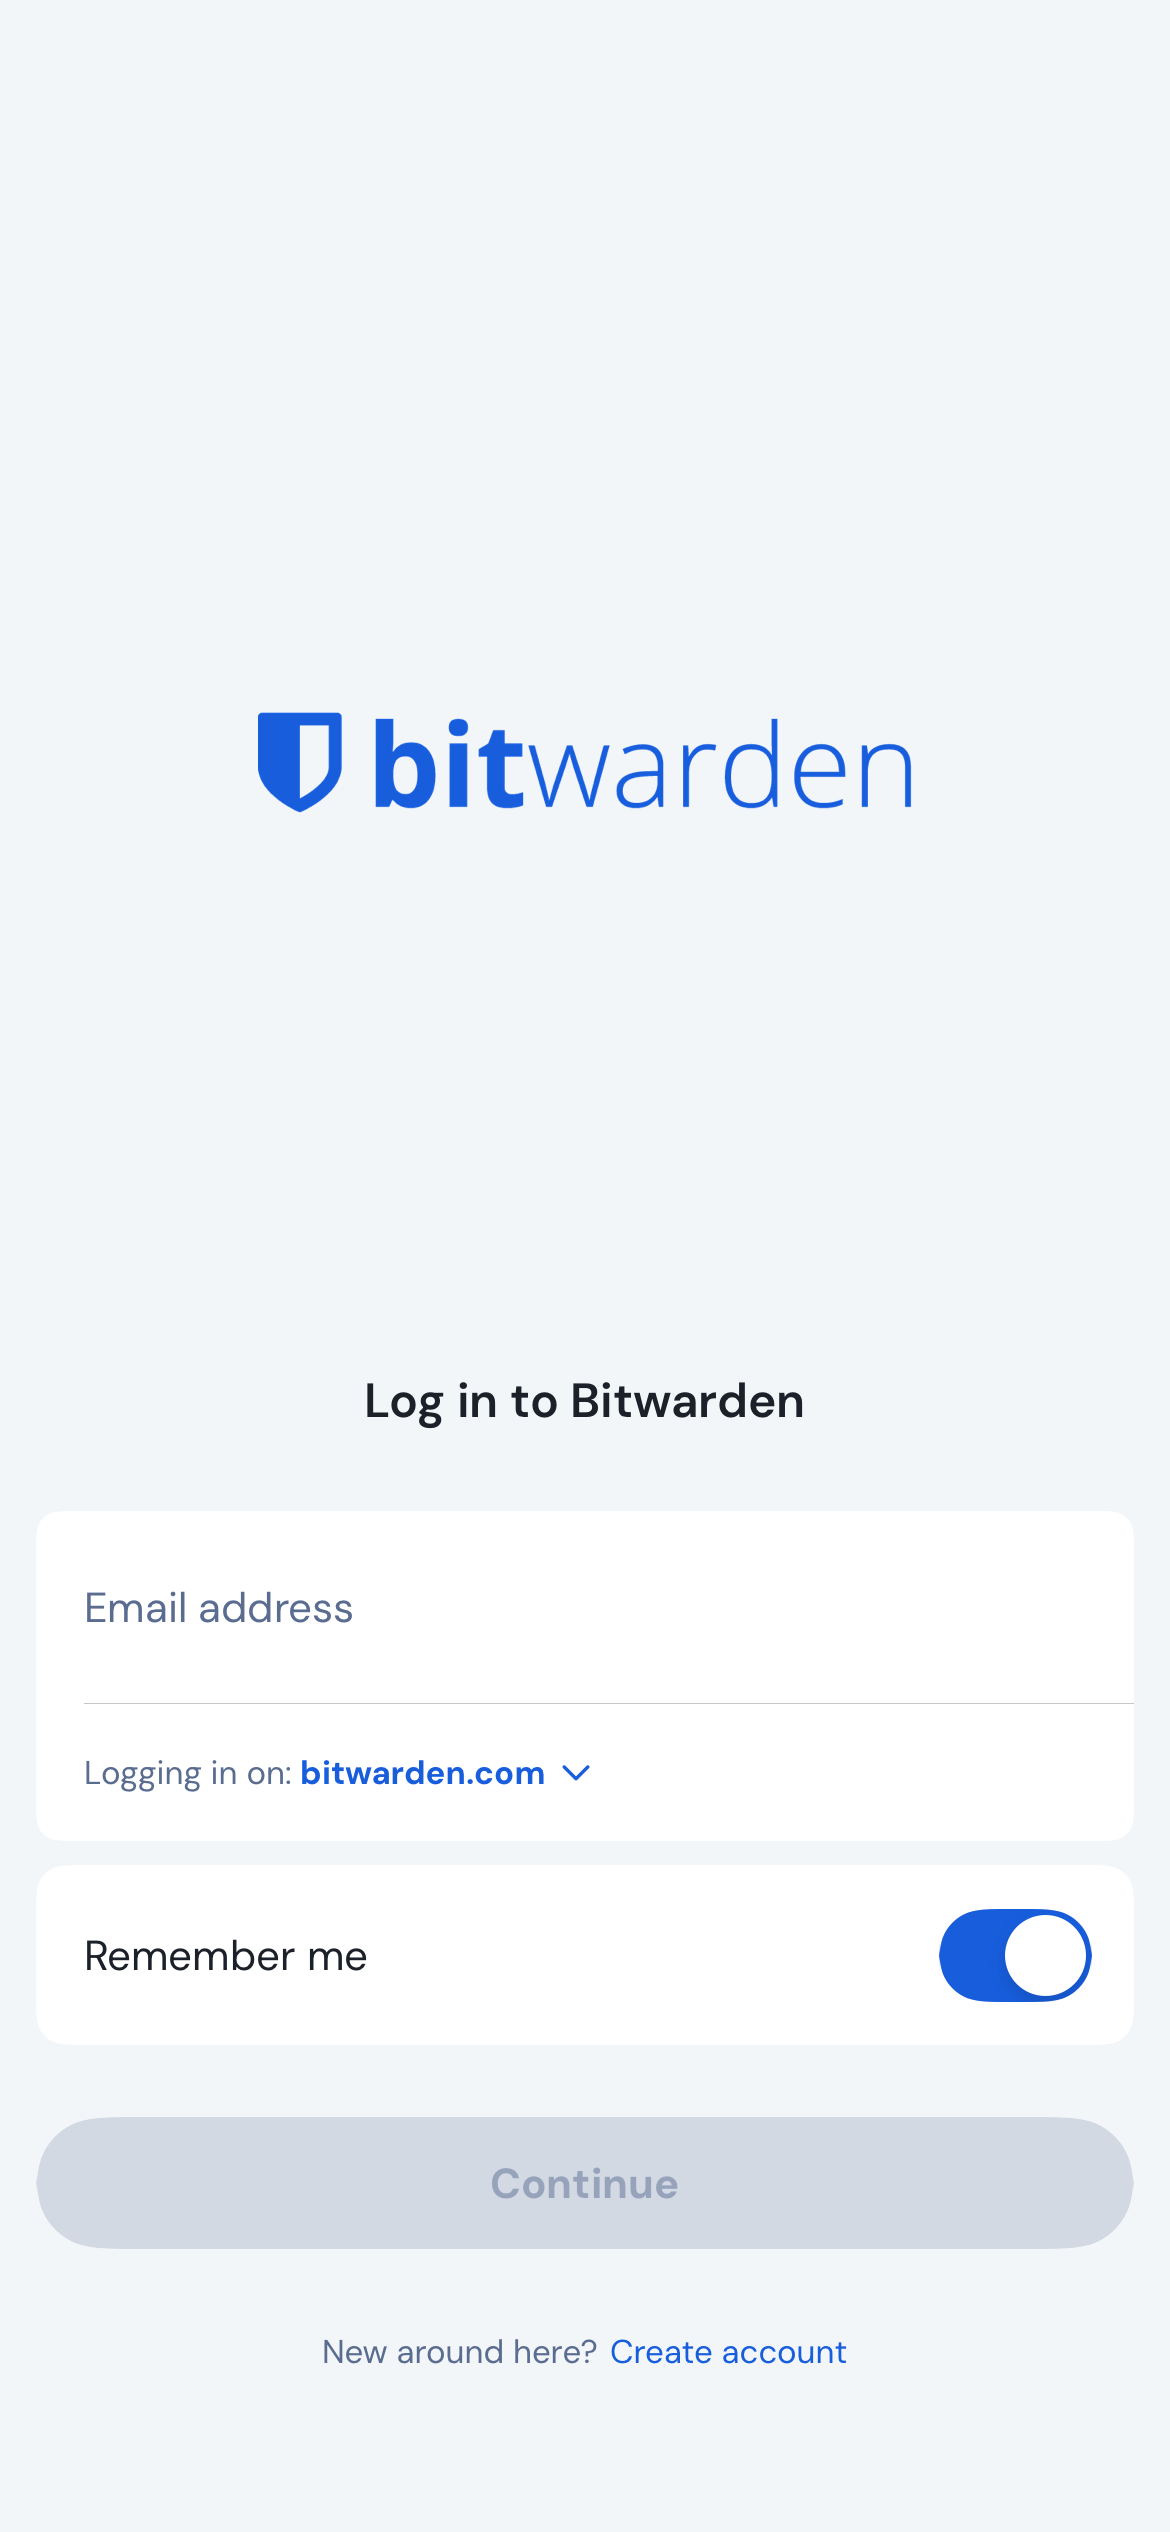 bitwarden
Log in to Bitwarden
Email address
Logging in on: bitwarden.com
Remember me
Continue
New around here? Create account